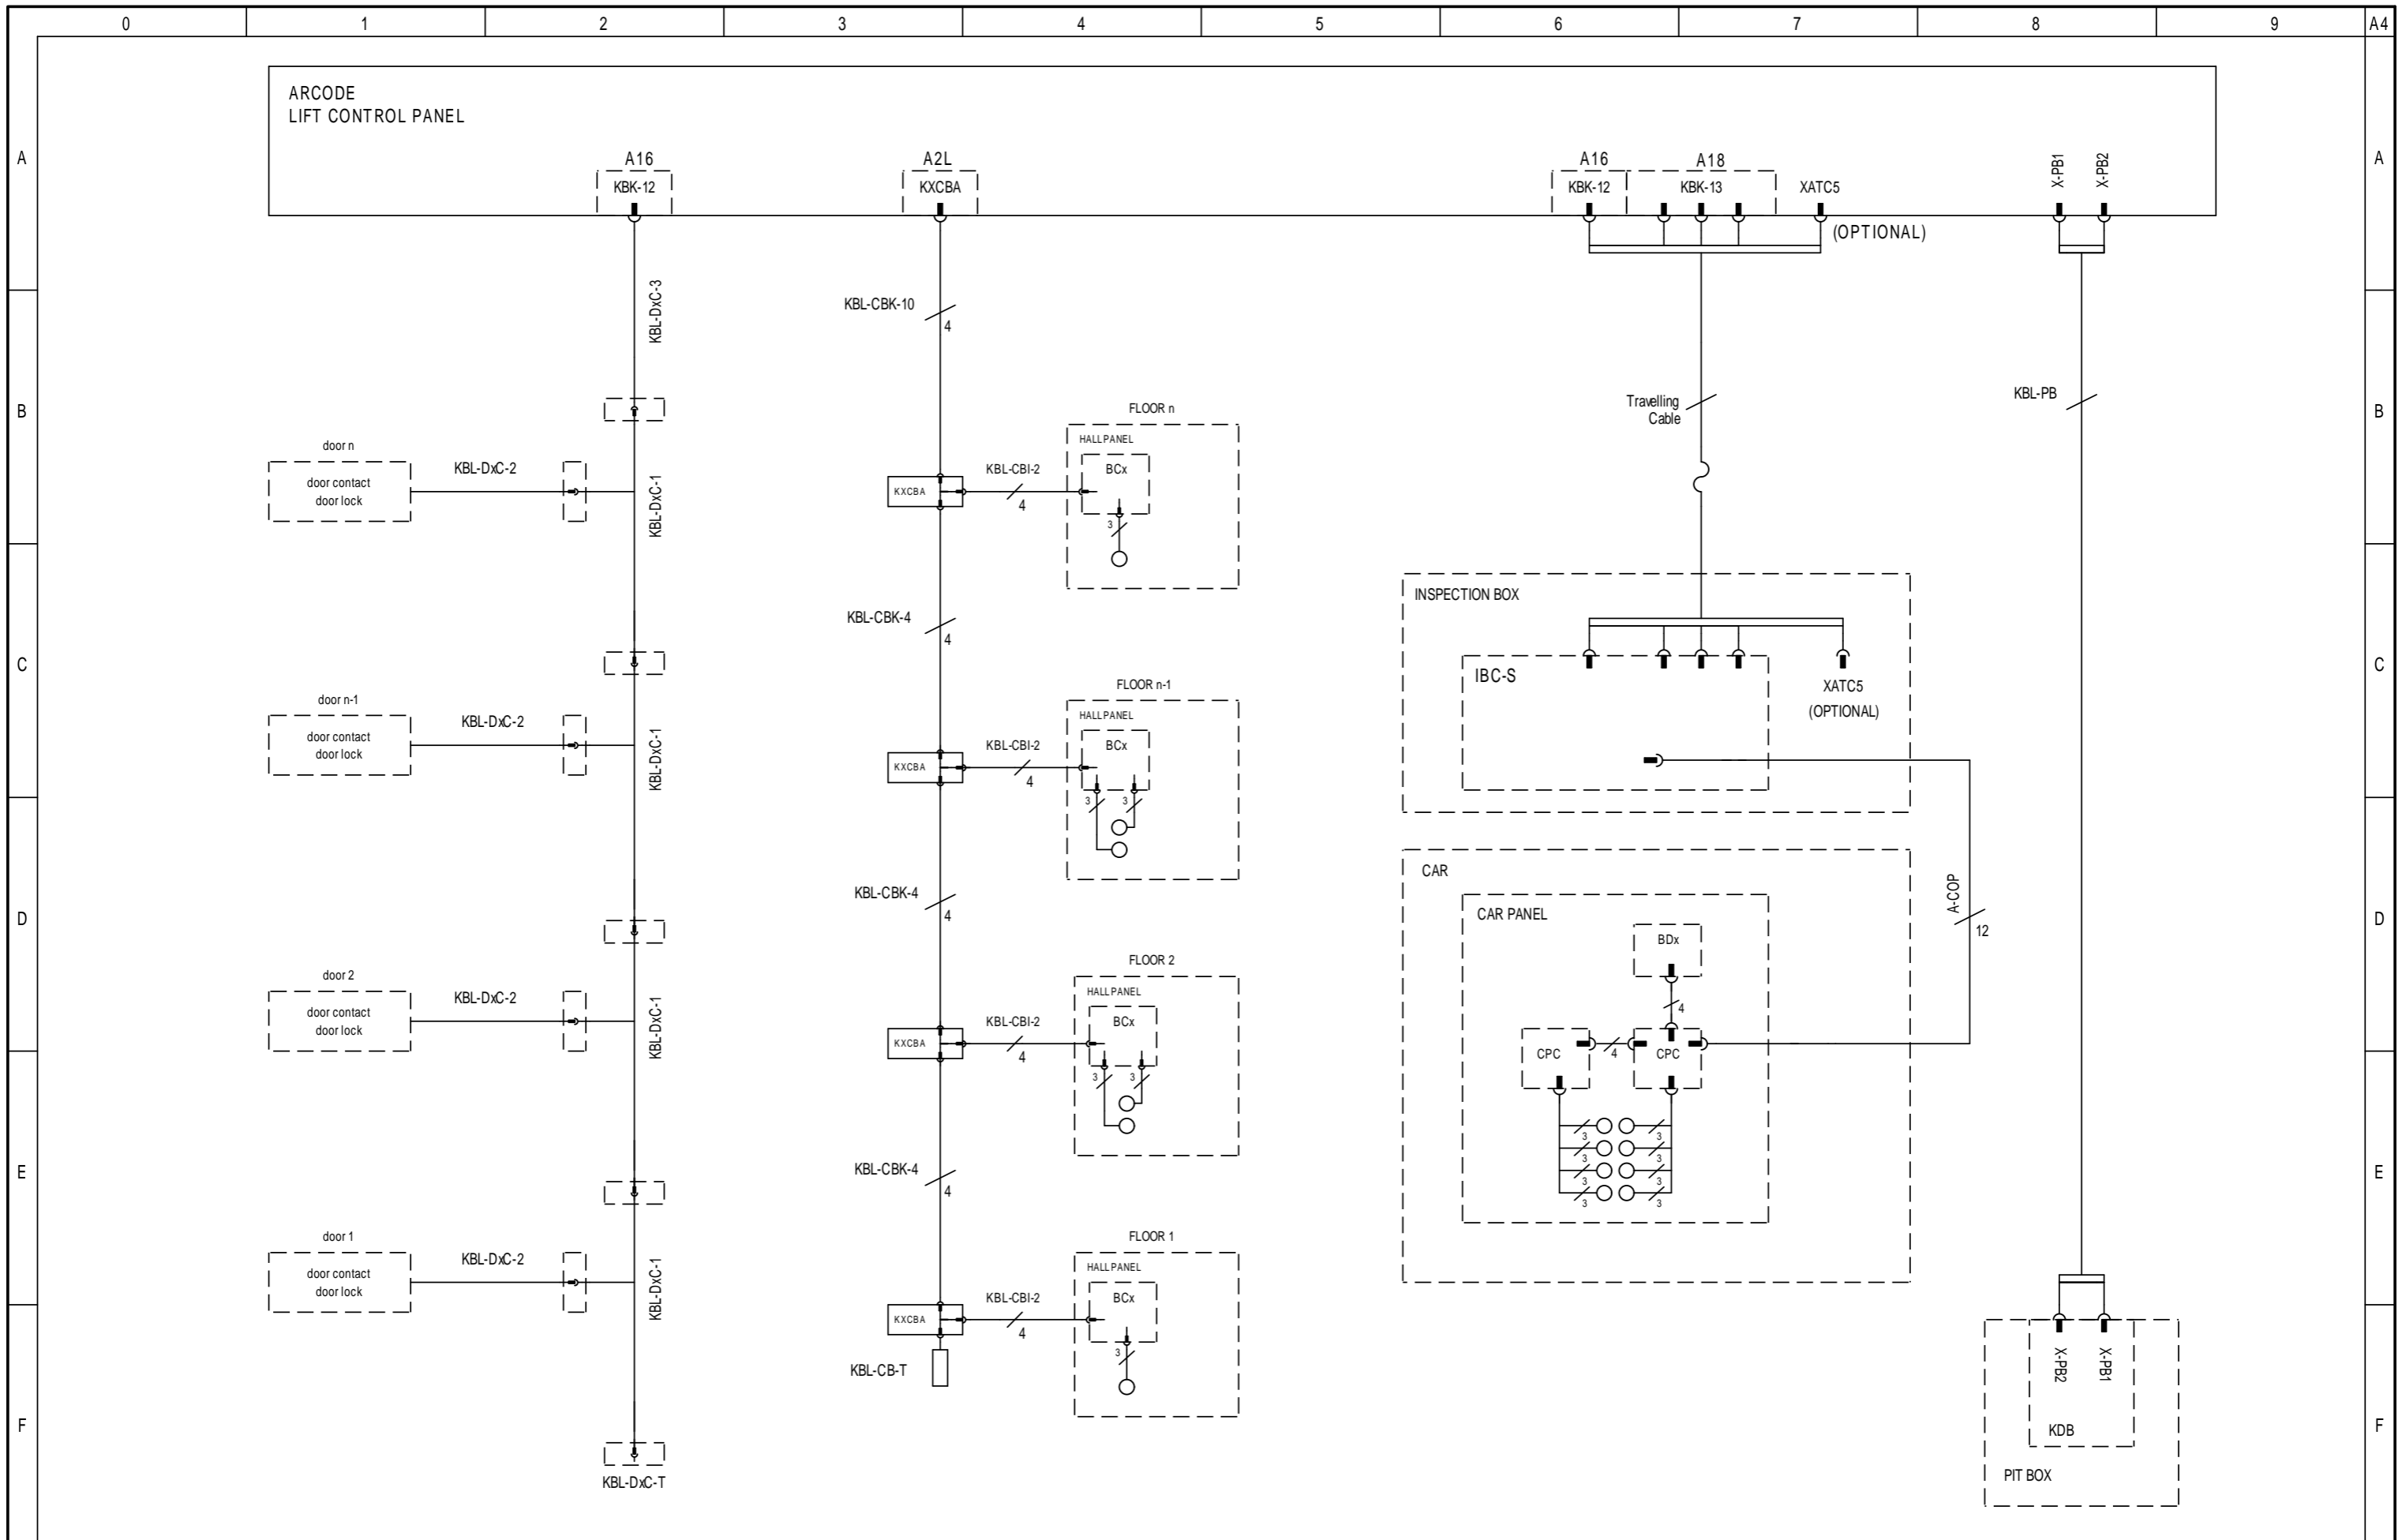 0 1 2 3 4 5 6 7 8 9 A4
ARCODE
LIFT CONTROL PANEL
A A
A16 A2L A16 A18
KBK-12 KXCBA KBK-12 KBK-13 XATC5 X-PB1 X-PB2
(OPTIONAL)
KBL-DxC-3
KBL-CBK-10
4
B B
Travelling
Cable
KBL-PB
FLOOR n
HALL PANEL
door n
door contact
door lock
KBL-DxC-2
KBL-DxC-1
KXCBA
KBL-CBI-2
4
BCx
3
KBL-CBK-4
4
C C
INSPECTION BOX
IBC-S
XATC5
(OPTIONAL)
FLOOR n-1
HALL PANEL
door n-1
door contact
door lock
KBL-DxC-2
KBL-DxC-1
KXCBA
KBL-CBI-2
4
BCx
3 3
KBL-CBK-4
4
D D
CAR
CAR PANEL
A-COP
12
BDx
4
FLOOR 2
HALL PANEL
door 2
door contact
door lock
KBL-DxC-2
KBL-DxC-1
KXCBA
KBL-CBI-2
4
BCx
3 3
CPC 4 CPC
3 3
3 3
3 3
3 3
KBL-CBK-4
4
E E
FLOOR 1
HALL PANEL
door 1
door contact
door lock
KBL-DxC-2
KBL-DxC-1
KXCBA
KBL-CBI-2
4
BCx
3
KBL-CB-T
X-PB2 X-PB1
KDB
PIT BOX
F F
KBL-DxC-T